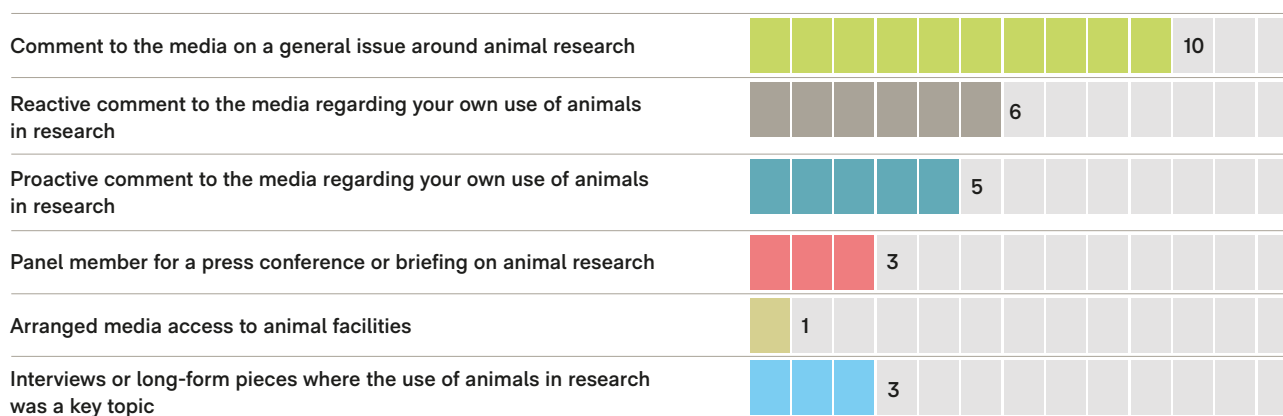 Comment to the media on a general issue around animal research
10
Reactive comment to the media regarding your own use of animals
in research
6
Proactive comment to the media regarding your own use of animals
in research
5
Panel member for a press conference or briefing on animal research
3
Arranged media access to animal facilities
1
Interviews or long-form pieces where the use of animals in research
was a key topic
3